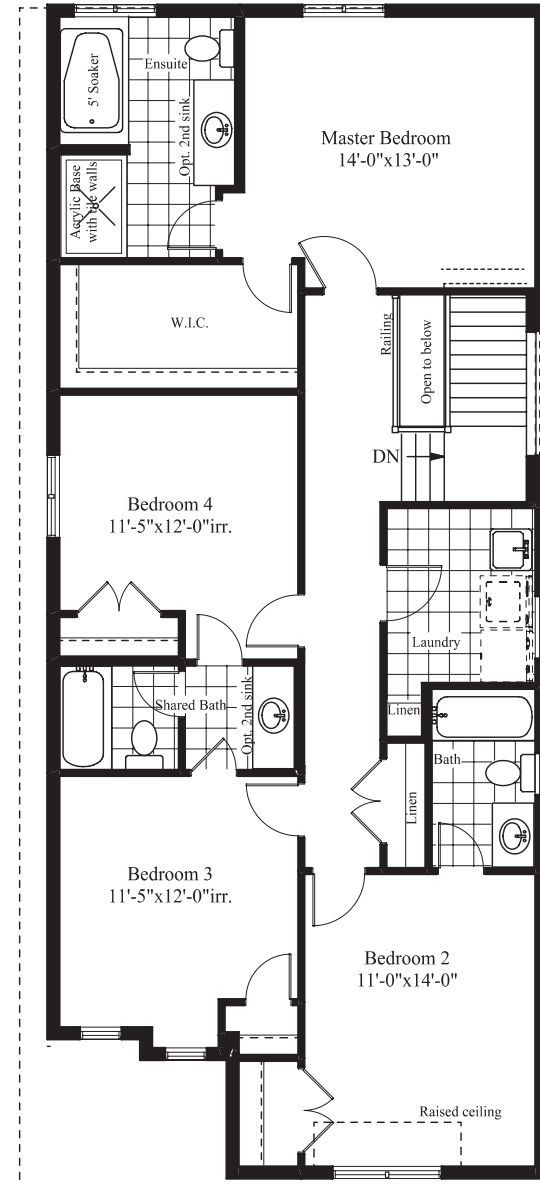 5' Soaker
Ensuite
Opt. 2nd sink
Master Bedroom
14'-0"x13'-0"
Acrylic Base
with tile walls
W.I.C.
Railing
Open to below
DN
Bedroom 4
11'-5"x12'-0"irr.
Laundry
Shared Bath
Opt. 2nd sink
Linen
Bath
Linen
Bedroom 3
11'-5"x12'-0"irr.
Bedroom 2
11'-0"x14'-0"
Raised ceiling